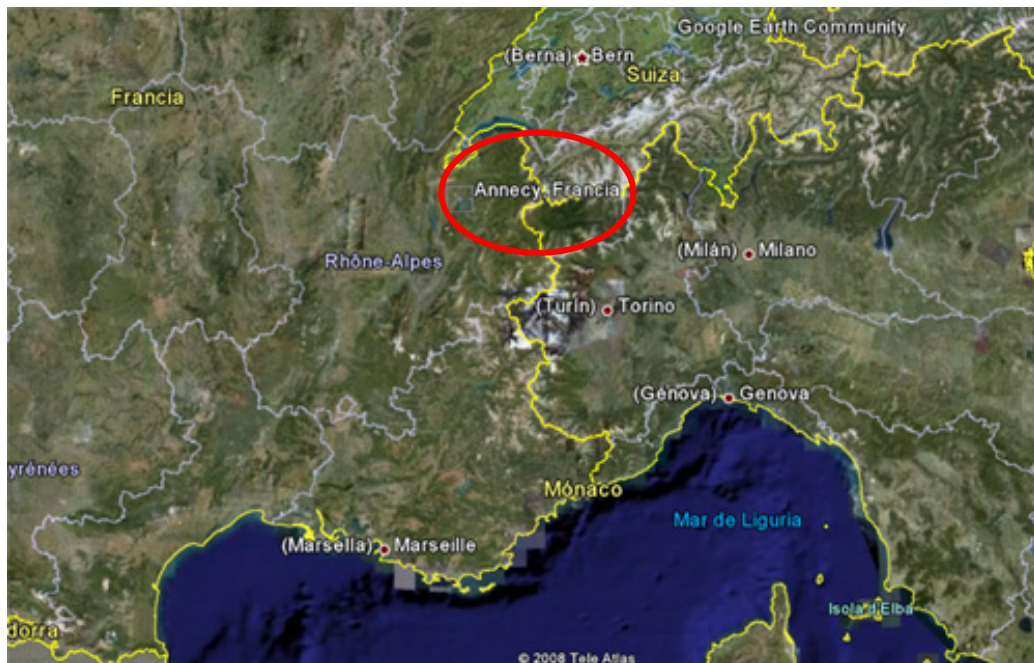 Google Earth Community
(Berna) Bern
Suiza
Francia
Annecy, Francia
(Milán) Milano
Rhône-Alpes
(Turín) Torino
(Génova) Genova
yrénées
Mónaco
Mar de Liguria
(Marsella) Marseille
Isola d'Elba
dorra
© 2008 Tele Atlas